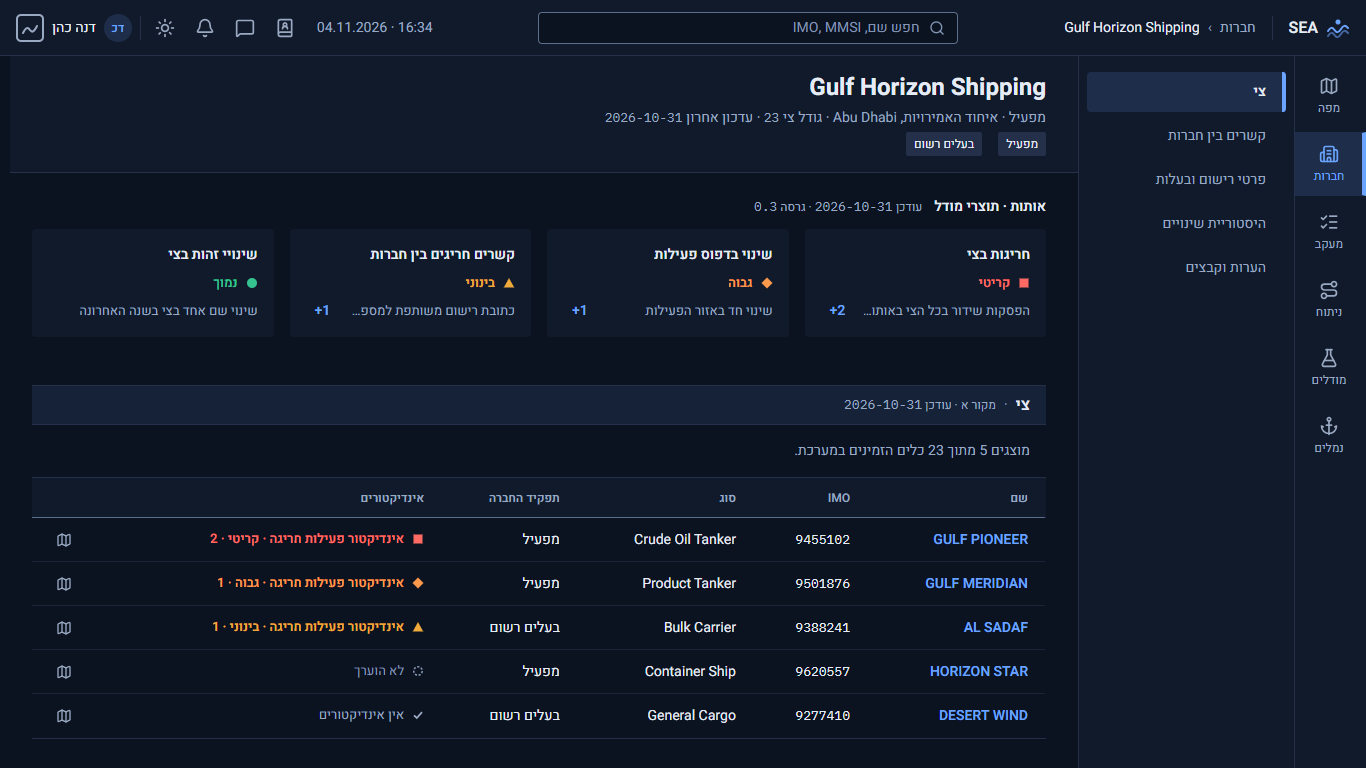 SEA
חברות ‹ Gulf Horizon Shipping
חפש שם, IMO, MMSI
04.11.2026 · 16:34
דכ
דנה כהן
מפה
חברות
מעקב
ניתוח
מודלים
נמלים
צי
קשרים בין חברות
פרטי רישום ובעלות
היסטוריית שינויים
הערות וקבצים
Gulf Horizon Shipping
מפעיל · איחוד האמירויות, Abu Dhabi · גודל צי 23 · עדכון אחרון 2026-10-31
מפעיל
בעלים רשום
אותות · תוצרי מודל עודכן 2026-10-31 · גרסה 0.3
חריגות בצי
קריטי
הפסקות שידור בכל הצי באותו... +2
שינוי בדפוס פעילות
גבוה
שינוי חד באזור הפעילות +1
קשרים חריגים בין חברות
בינוני
כתובת רישום משותפת למספ... +1
שינויי זהות בצי
נמוך
שינוי שם אחד בצי בשנה האחרונה
צי · מקור א · עודכן 2026-10-31
מוצגים 5 מתוך 23 כלים הזמינים במערכת.
שם IMO סוג תפקיד החברה אינדיקטורים
GULF PIONEER 9455102 Crude Oil Tanker מפעיל אינדיקטור פעילות חריגה · קריטי · 2
GULF MERIDIAN 9501876 Product Tanker מפעיל אינדיקטור פעילות חריגה · גבוה · 1
AL SADAF 9388241 Bulk Carrier בעלים רשום אינדיקטור פעילות חריגה · בינוני · 1
HORIZON STAR 9620557 Container Ship מפעיל לא הוערך
DESERT WIND 9277410 General Cargo בעלים רשום אין אינדיקטורים